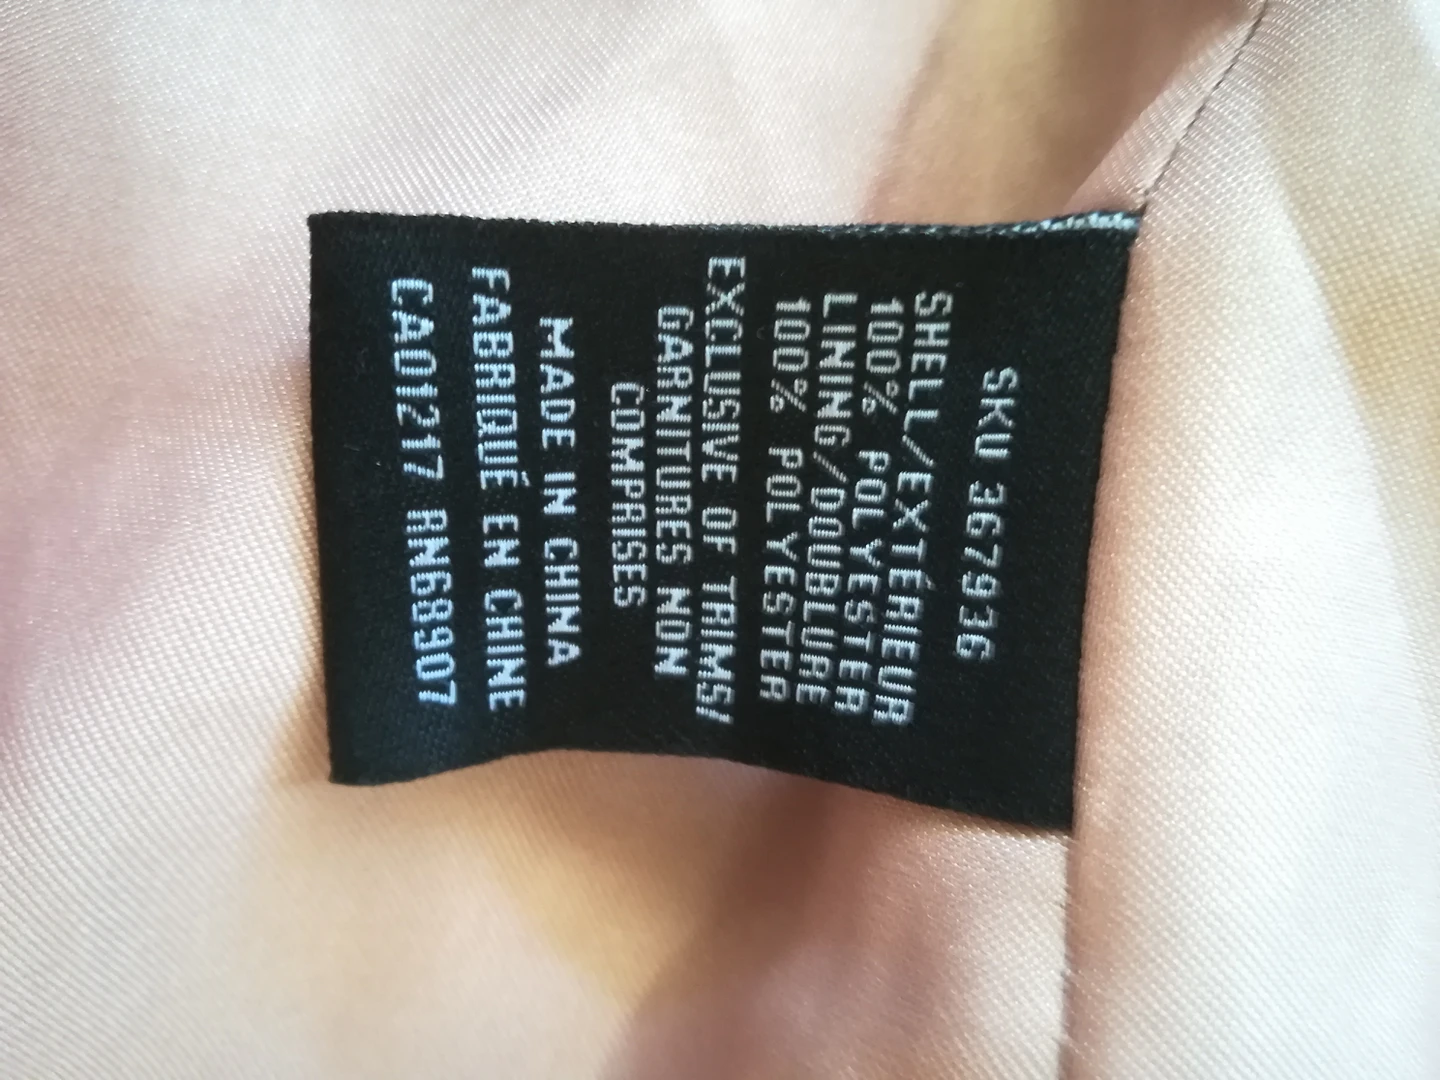 SKU 367936
SHELL/EXTÉRIEUR
100% POLYESTER
LINING/DOUBLURE
100% POLYESTER
EXCLUSIVE OF TRIMS/
GARNITURES NON
COMPRISES
MADE IN CHINA
FABRIQUÉ EN CHINE
CA01217 RN68907